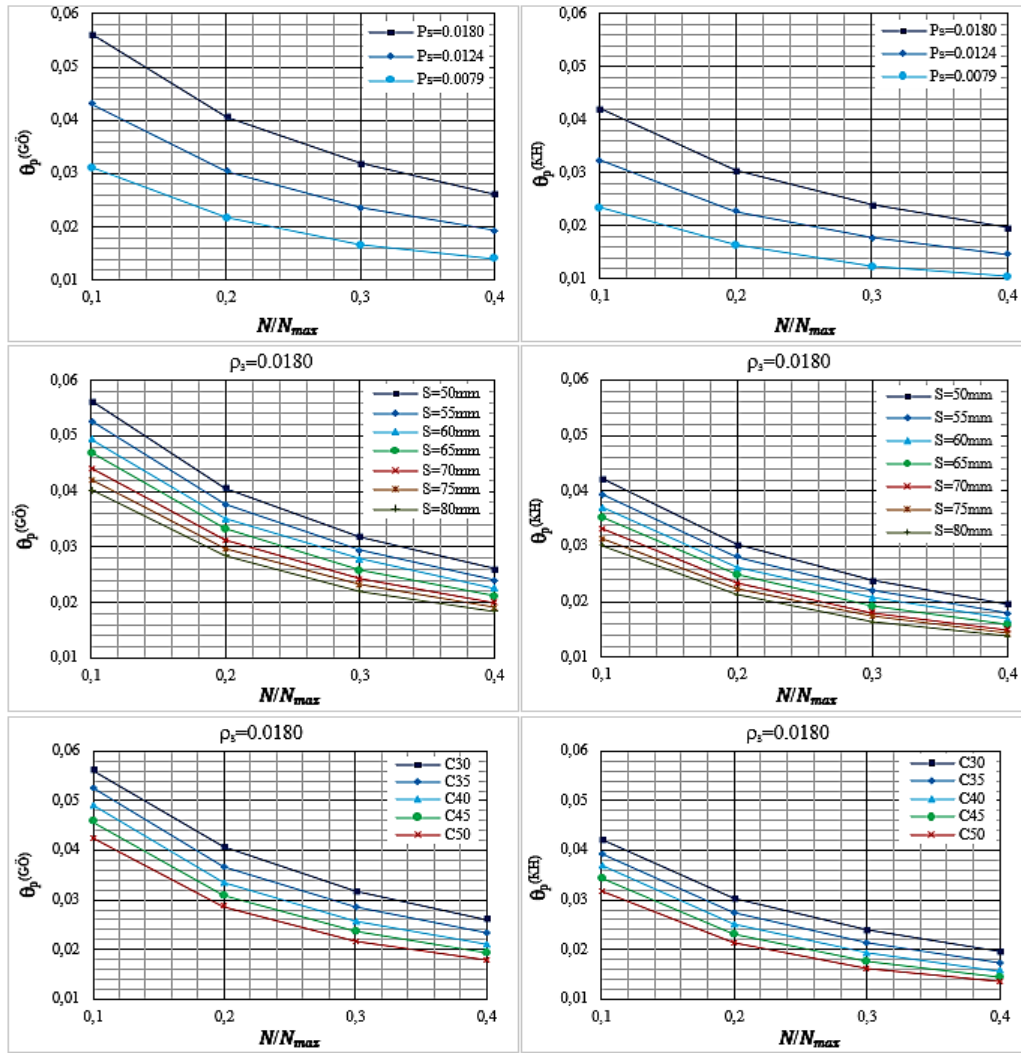 0,06
0,05
0,04
0,03
0,02
0,01
θp(GÖ)
Ps=0.0180
Ps=0.0124
Ps=0.0079
0,1 0,2 0,3 0,4
N/Nmax
0,06
0,05
0,04
0,03
0,02
0,01
θp(KH)
Ps=0.0180
Ps=0.0124
Ps=0.0079
0,1 0,2 0,3 0,4
N/Nmax
ρs=0.0180
0,06
0,05
0,04
0,03
0,02
0,01
θp(GÖ)
S=50mm
S=55mm
S=60mm
S=65mm
S=70mm
S=75mm
S=80mm
0,1 0,2 0,3 0,4
N/Nmax
ρs=0.0180
0,06
0,05
0,04
0,03
0,02
0,01
θp(KH)
S=50mm
S=55mm
S=60mm
S=65mm
S=70mm
S=75mm
S=80mm
0,1 0,2 0,3 0,4
N/Nmax
ρs=0.0180
0,06
0,05
0,04
0,03
0,02
0,01
θp(GÖ)
C30
C35
C40
C45
C50
0,1 0,2 0,3 0,4
N/Nmax
ρs=0.0180
0,06
0,05
0,04
0,03
0,02
0,01
θp(KH)
C30
C35
C40
C45
C50
0,1 0,2 0,3 0,4
N/Nmax